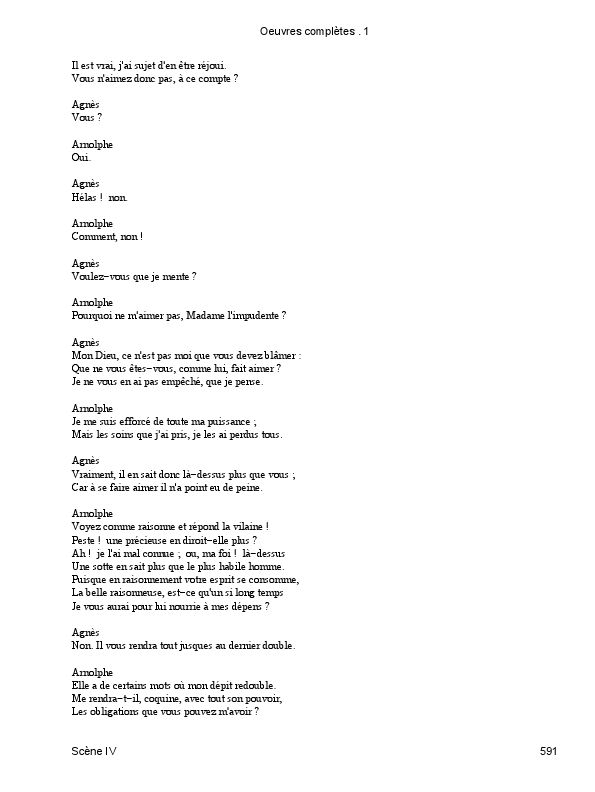 Oeuvres complètes . 1
Il est vrai, j'ai sujet d'en être réjoui.
Vous n'aimez donc pas, à ce compte ?
Agnès
Vous ?
Arnolphe
Oui.
Agnès
Hélas ! non.
Arnolphe
Comment, non !
Agnès
Voulez−vous que je mente ?
Arnolphe
Pourquoi ne m'aimer pas, Madame l'impudente ?
Agnès
Mon Dieu, ce n'est pas moi que vous devez blâmer :
Que ne vous êtes−vous, comme lui, fait aimer ?
Je ne vous en ai pas empêché, que je pense.
Arnolphe
Je me suis efforcé de toute ma puissance ;
Mais les soins que j'ai pris, je les ai perdus tous.
Agnès
Vraiment, il en sait donc là−dessus plus que vous ;
Car à se faire aimer il n'a point eu de peine.
Arnolphe
Voyez comme raisonne et répond la vilaine !
Peste ! une précieuse en diroit−elle plus ?
Ah ! je l'ai mal connue ; ou, ma foi ! là−dessus
Une sotte en sait plus que le plus habile homme.
Puisque en raisonnement votre esprit se consomme,
La belle raisonneuse, est−ce qu'un si long temps
Je vous aurai pour lui nourrie à mes dépens ?
Agnès
Non. Il vous rendra tout jusques au dernier double.
Arnolphe
Elle a de certains mots où mon dépit redouble.
Me rendra−t−il, coquine, avec tout son pouvoir,
Les obligations que vous pouvez m'avoir ?
Scène IV
591